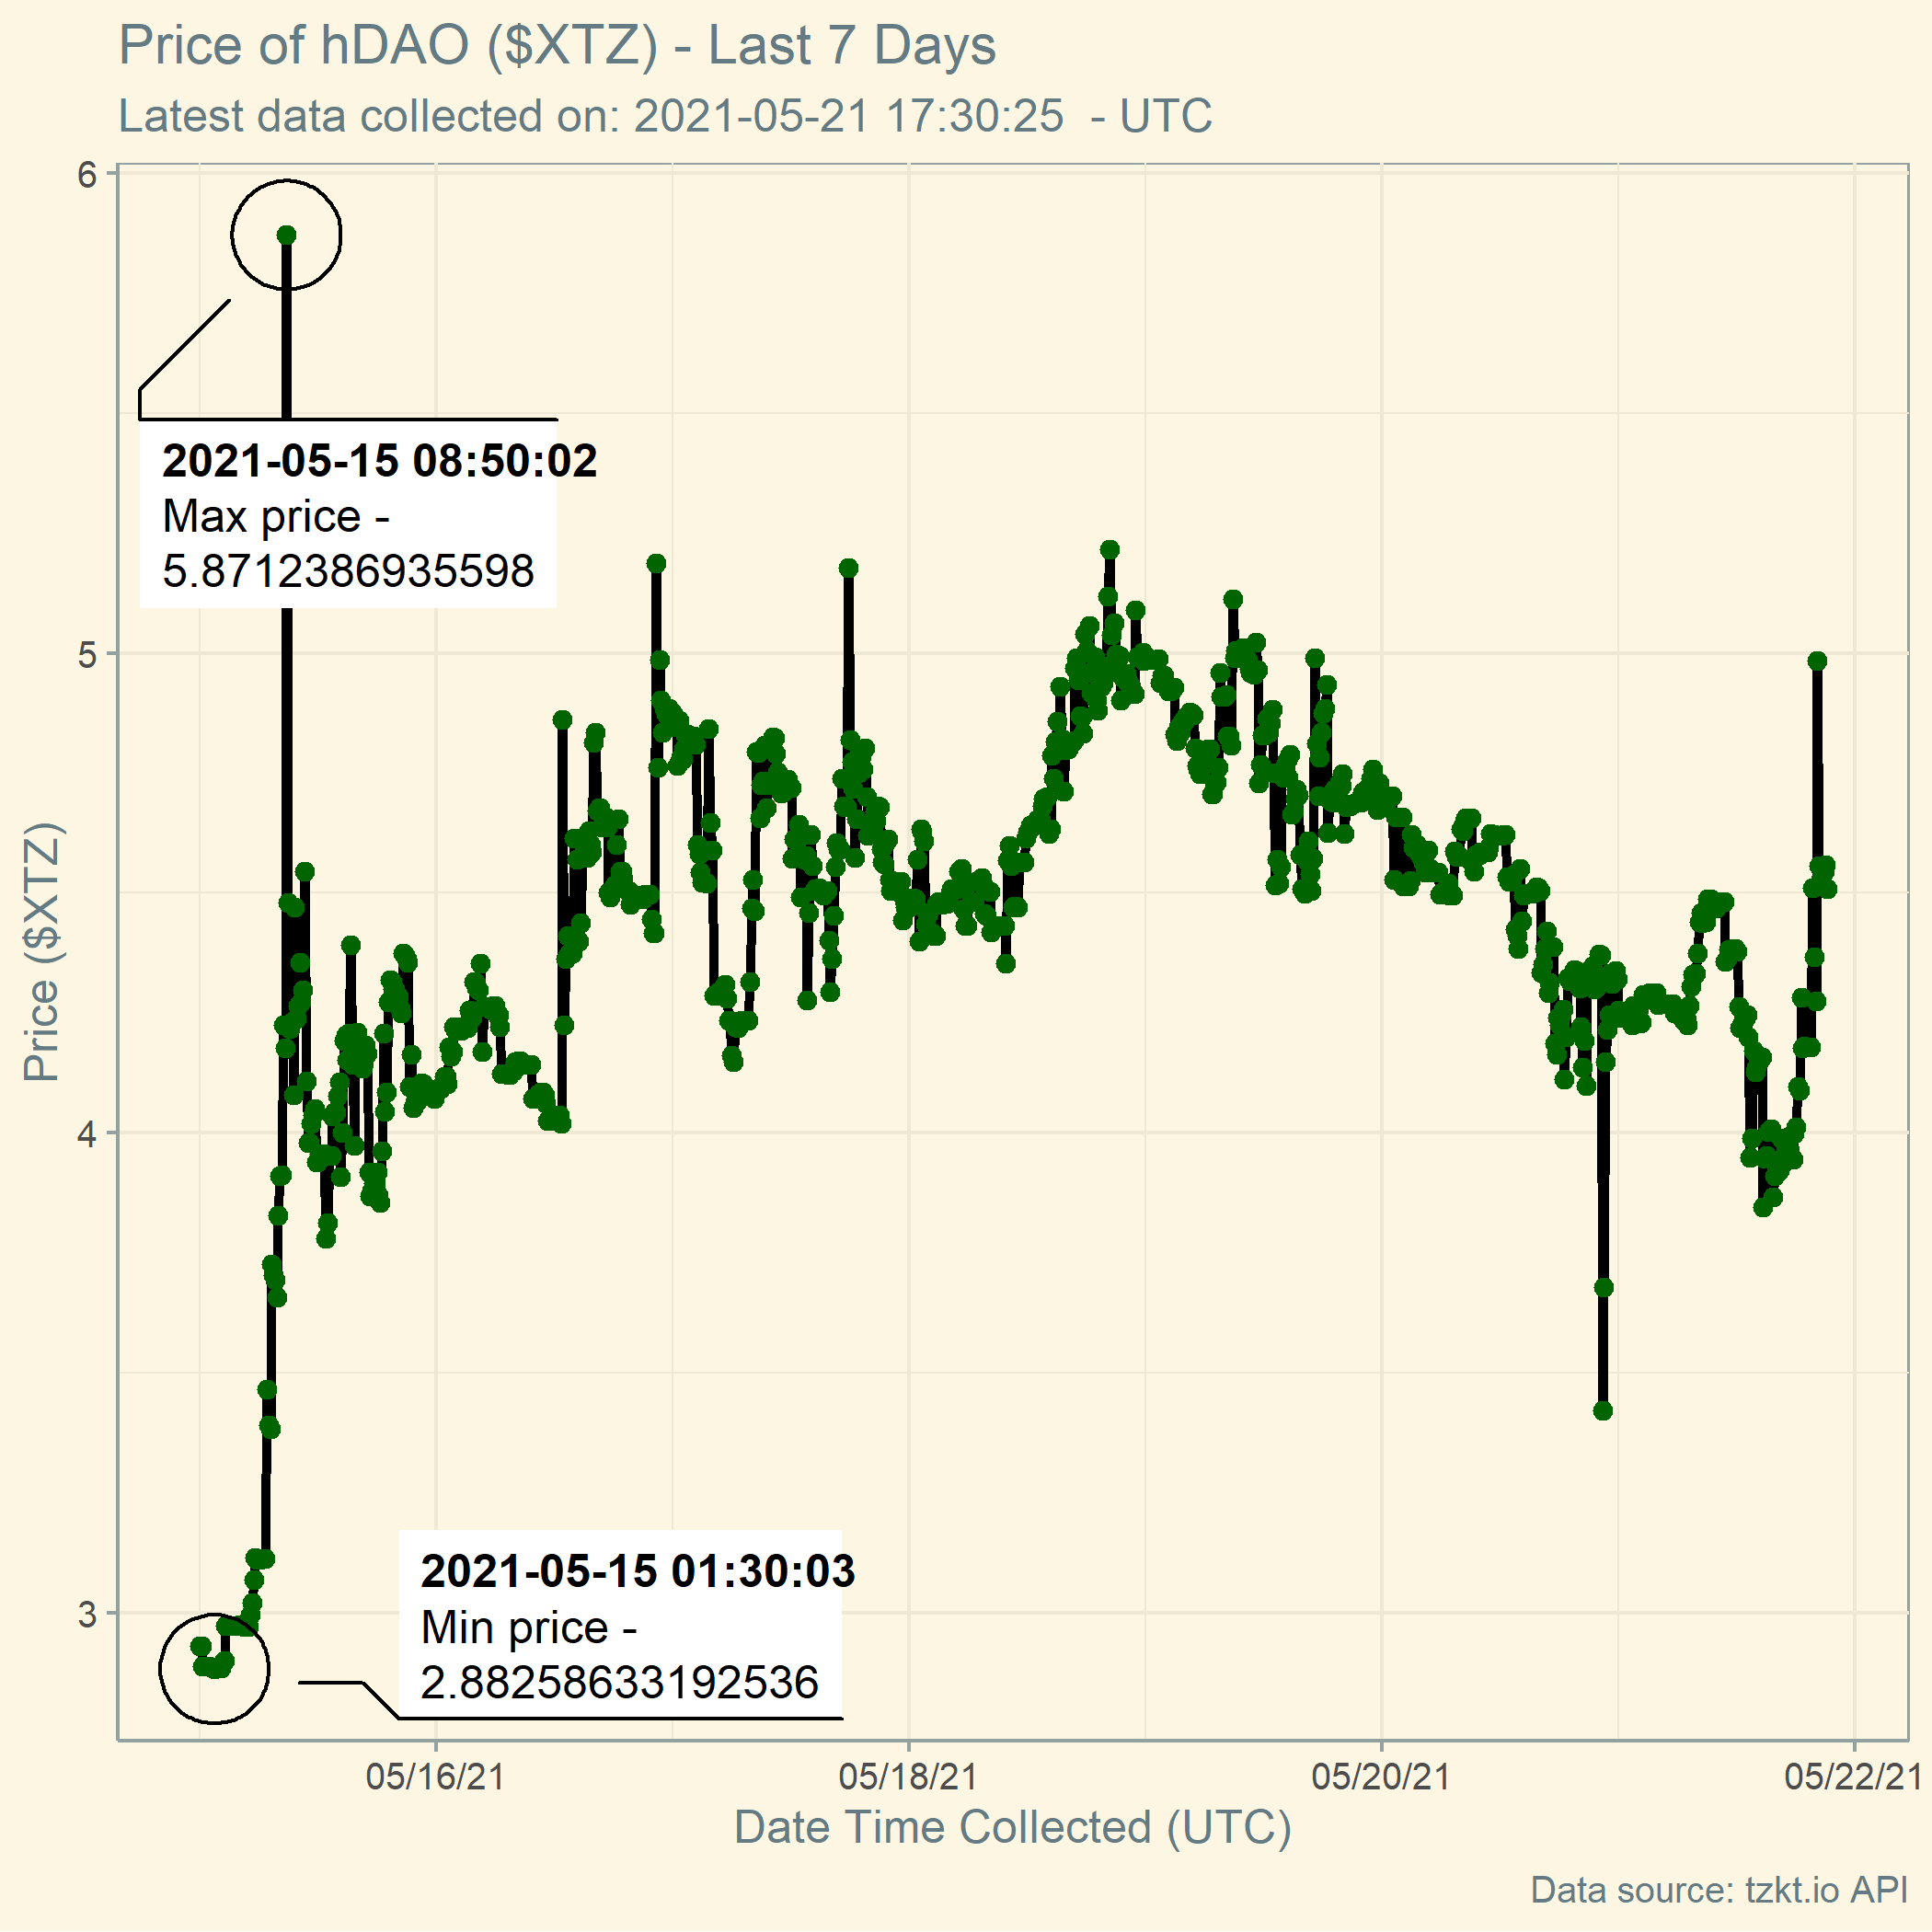 Price of hDAO ($XTZ) - Last 7 Days
Latest data collected on: 2021-05-21 17:30:25  - UTC
6
2021-05-15 08:50:02
Max price -
5.8712386935598
5
Price ($XTZ)
4
2021-05-15 01:30:03
Min price -
2.88258633192536
3
05/16/21
05/18/21
05/20/21
05/22/21
Date Time Collected (UTC)
Data source: tzkt.io API